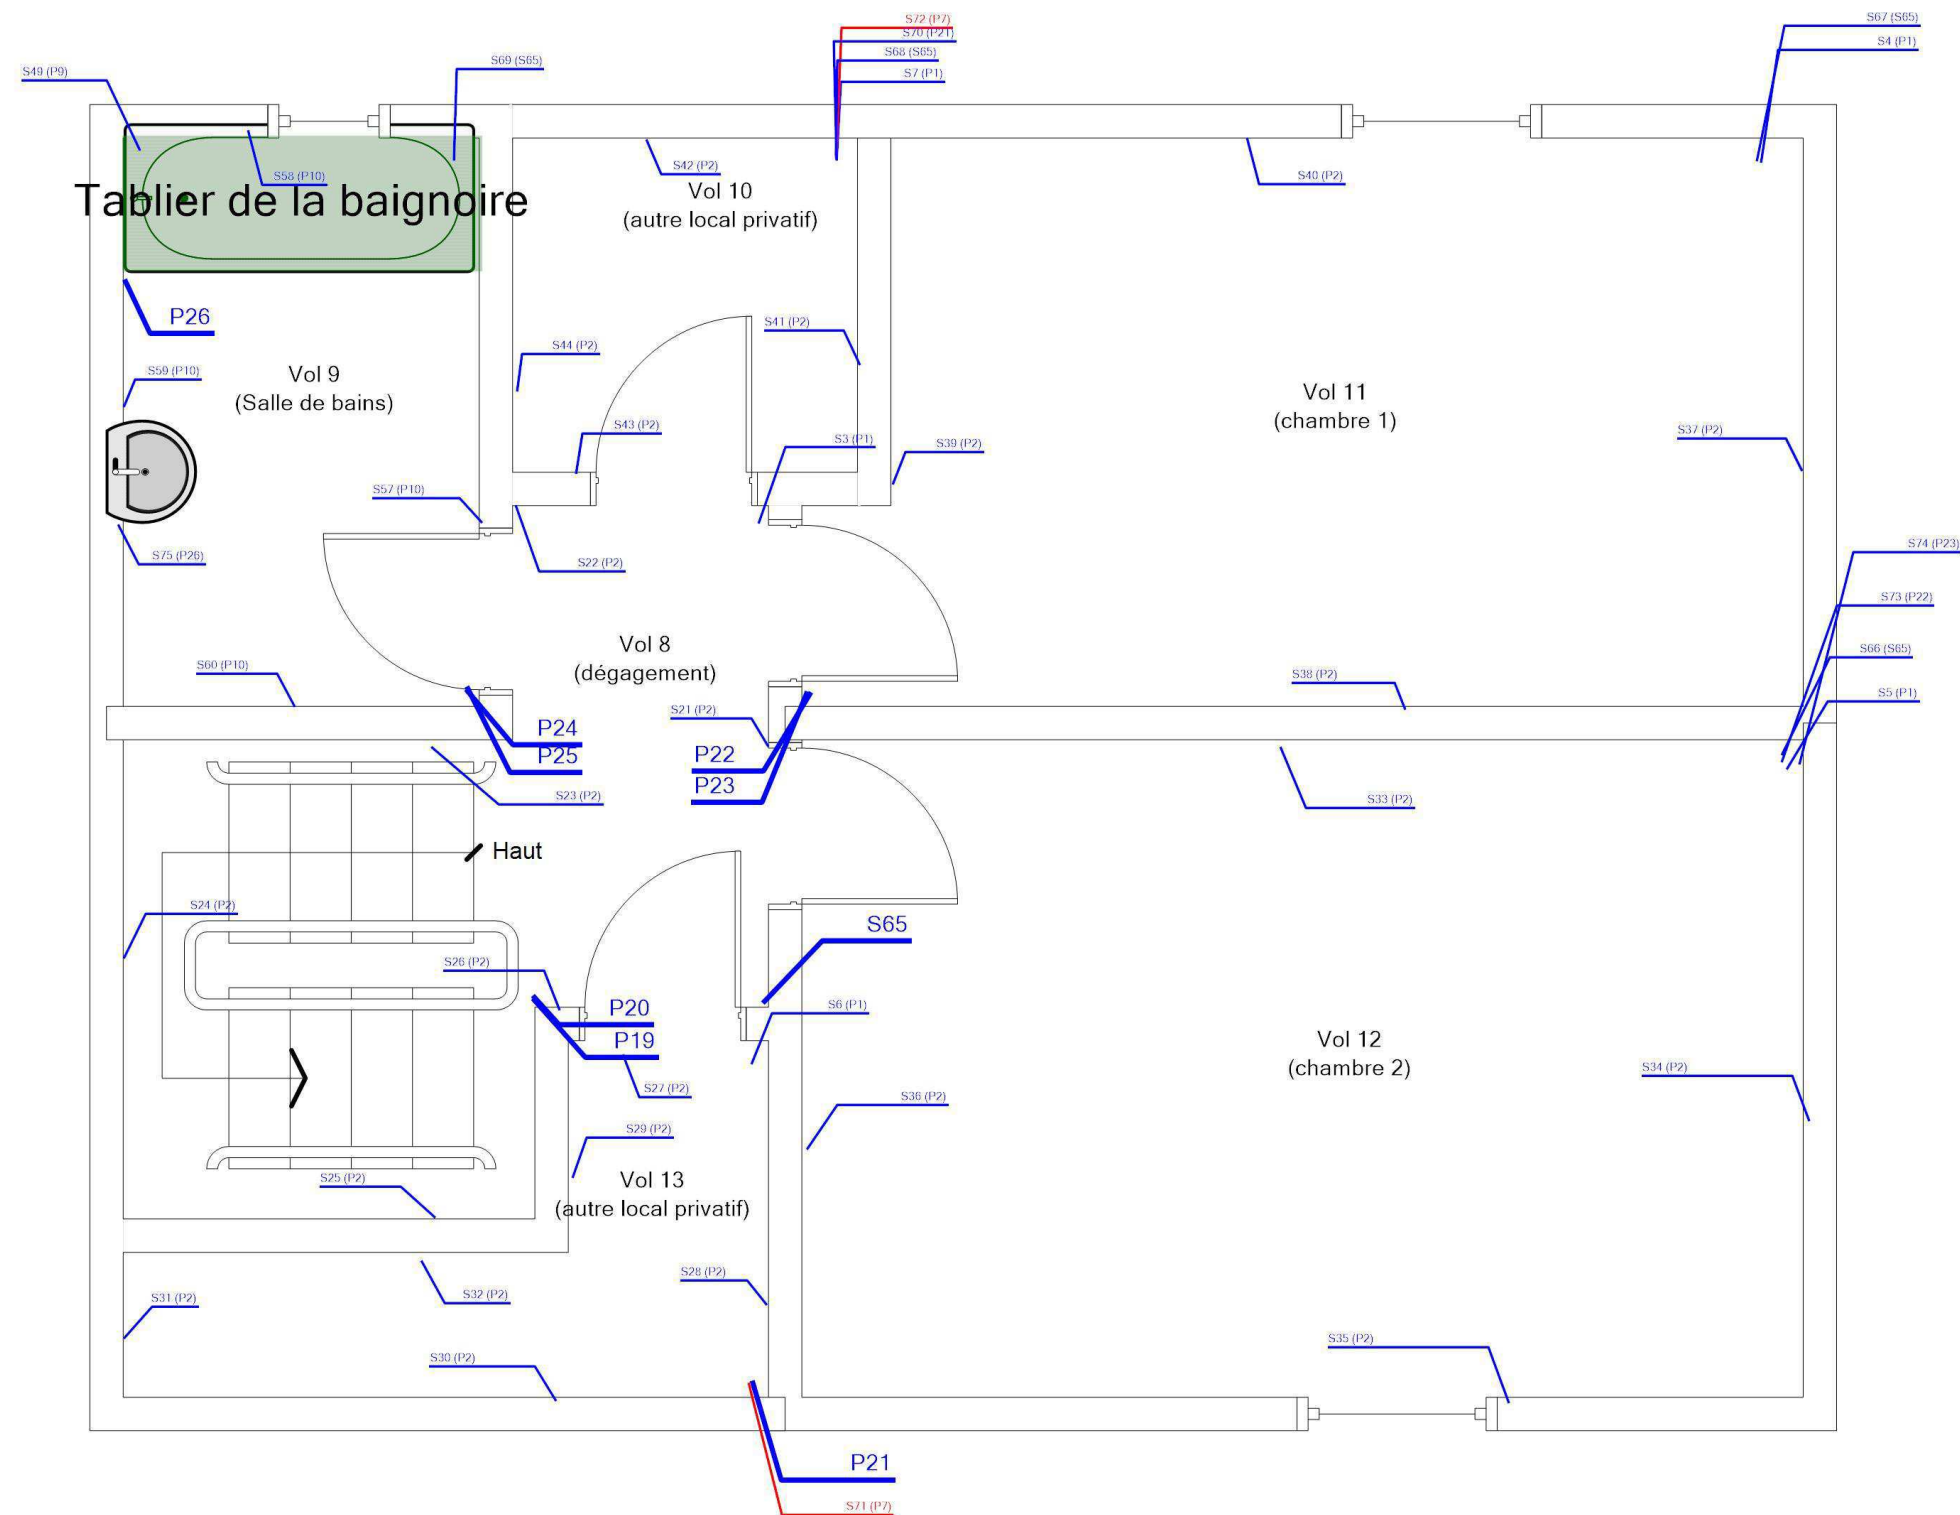 S72 (P7)
S70 (P21)
S68 (S65)
S7 (P1)
S67 (S65)
S4 (P1)
S49 (P9)
S69 (S65)
S58 (P10)
Tablier de la baignoire
S42 (P2)
Vol 10
(autre local privatif)
S40 (P2)
P26
S41 (P2)
S44 (P2)
S59 (P10)
Vol 9
(Salle de bains)
Vol 11
(chambre 1)
S43 (P2)
S3 (P1)
S39 (P2)
S37 (P2)
S57 (P10)
S75 (P26)
S22 (P2)
S74 (P23)
S73 (P22)
Vol 8
(dégagement)
S66 (S65)
S60 (P10)
S38 (P2)
S5 (P1)
S21 (P2)
P24
P25
P22
P23
S23 (P2)
S33 (P2)
Haut
S24 (P2)
S65
S26 (P2)
P20
S6 (P1)
P19
Vol 12
(chambre 2)
S27 (P2)
S34 (P2)
S36 (P2)
S29 (P2)
S25 (P2)
Vol 13
(autre local privatif)
S28 (P2)
S31 (P2)
S32 (P2)
S35 (P2)
S30 (P2)
P21
S71 (P7)